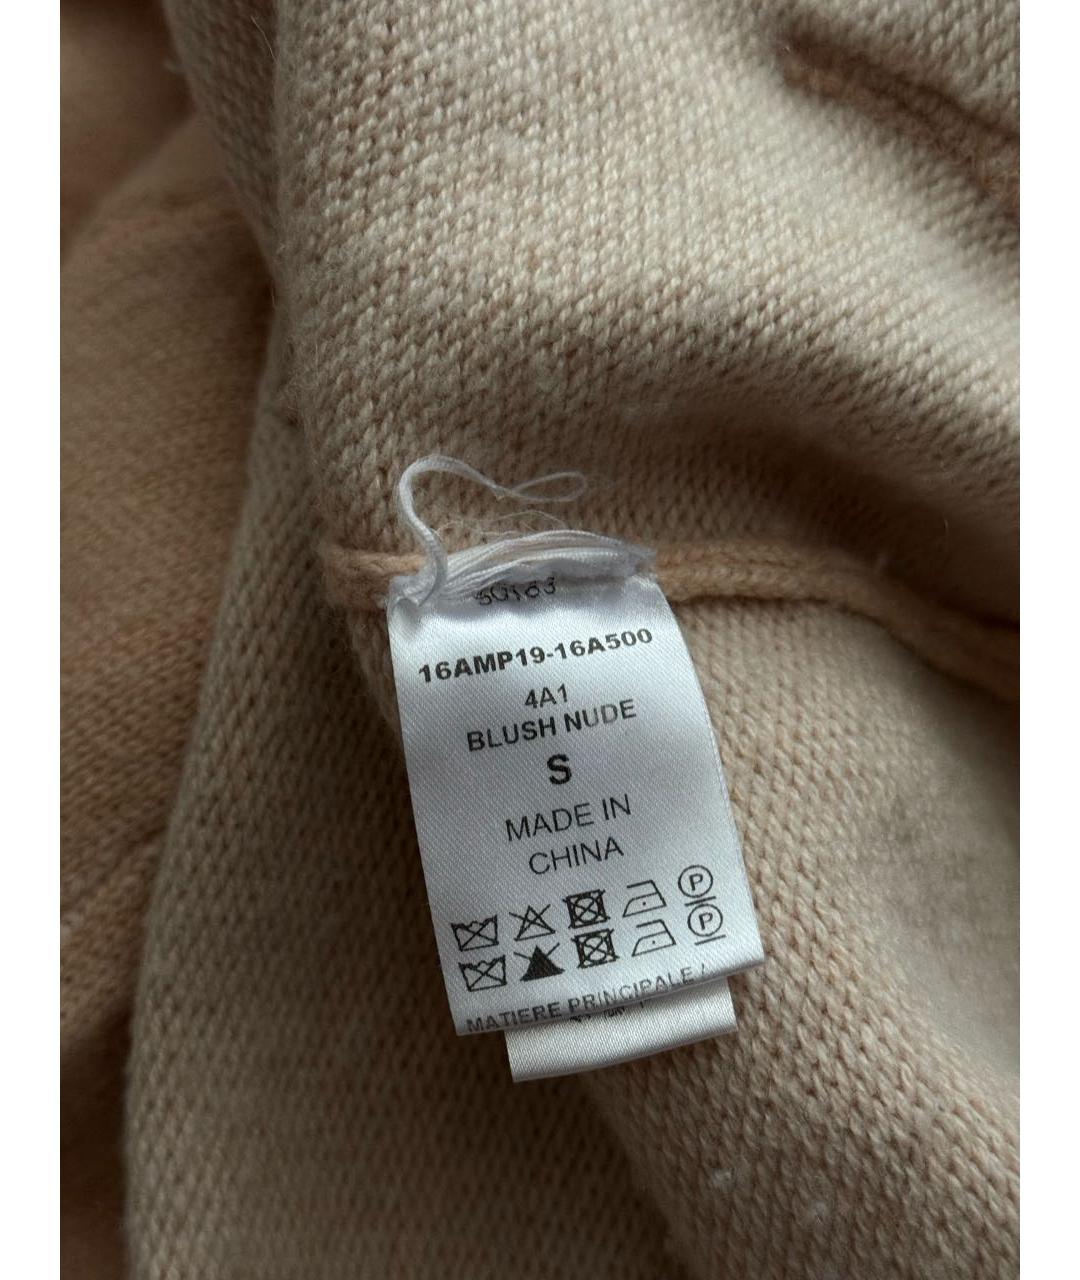 16AMP19-16A500
4A1
BLUSH NUDE
S
MADE IN
CHINA
P
P
MATIERE PRINCIPALE /